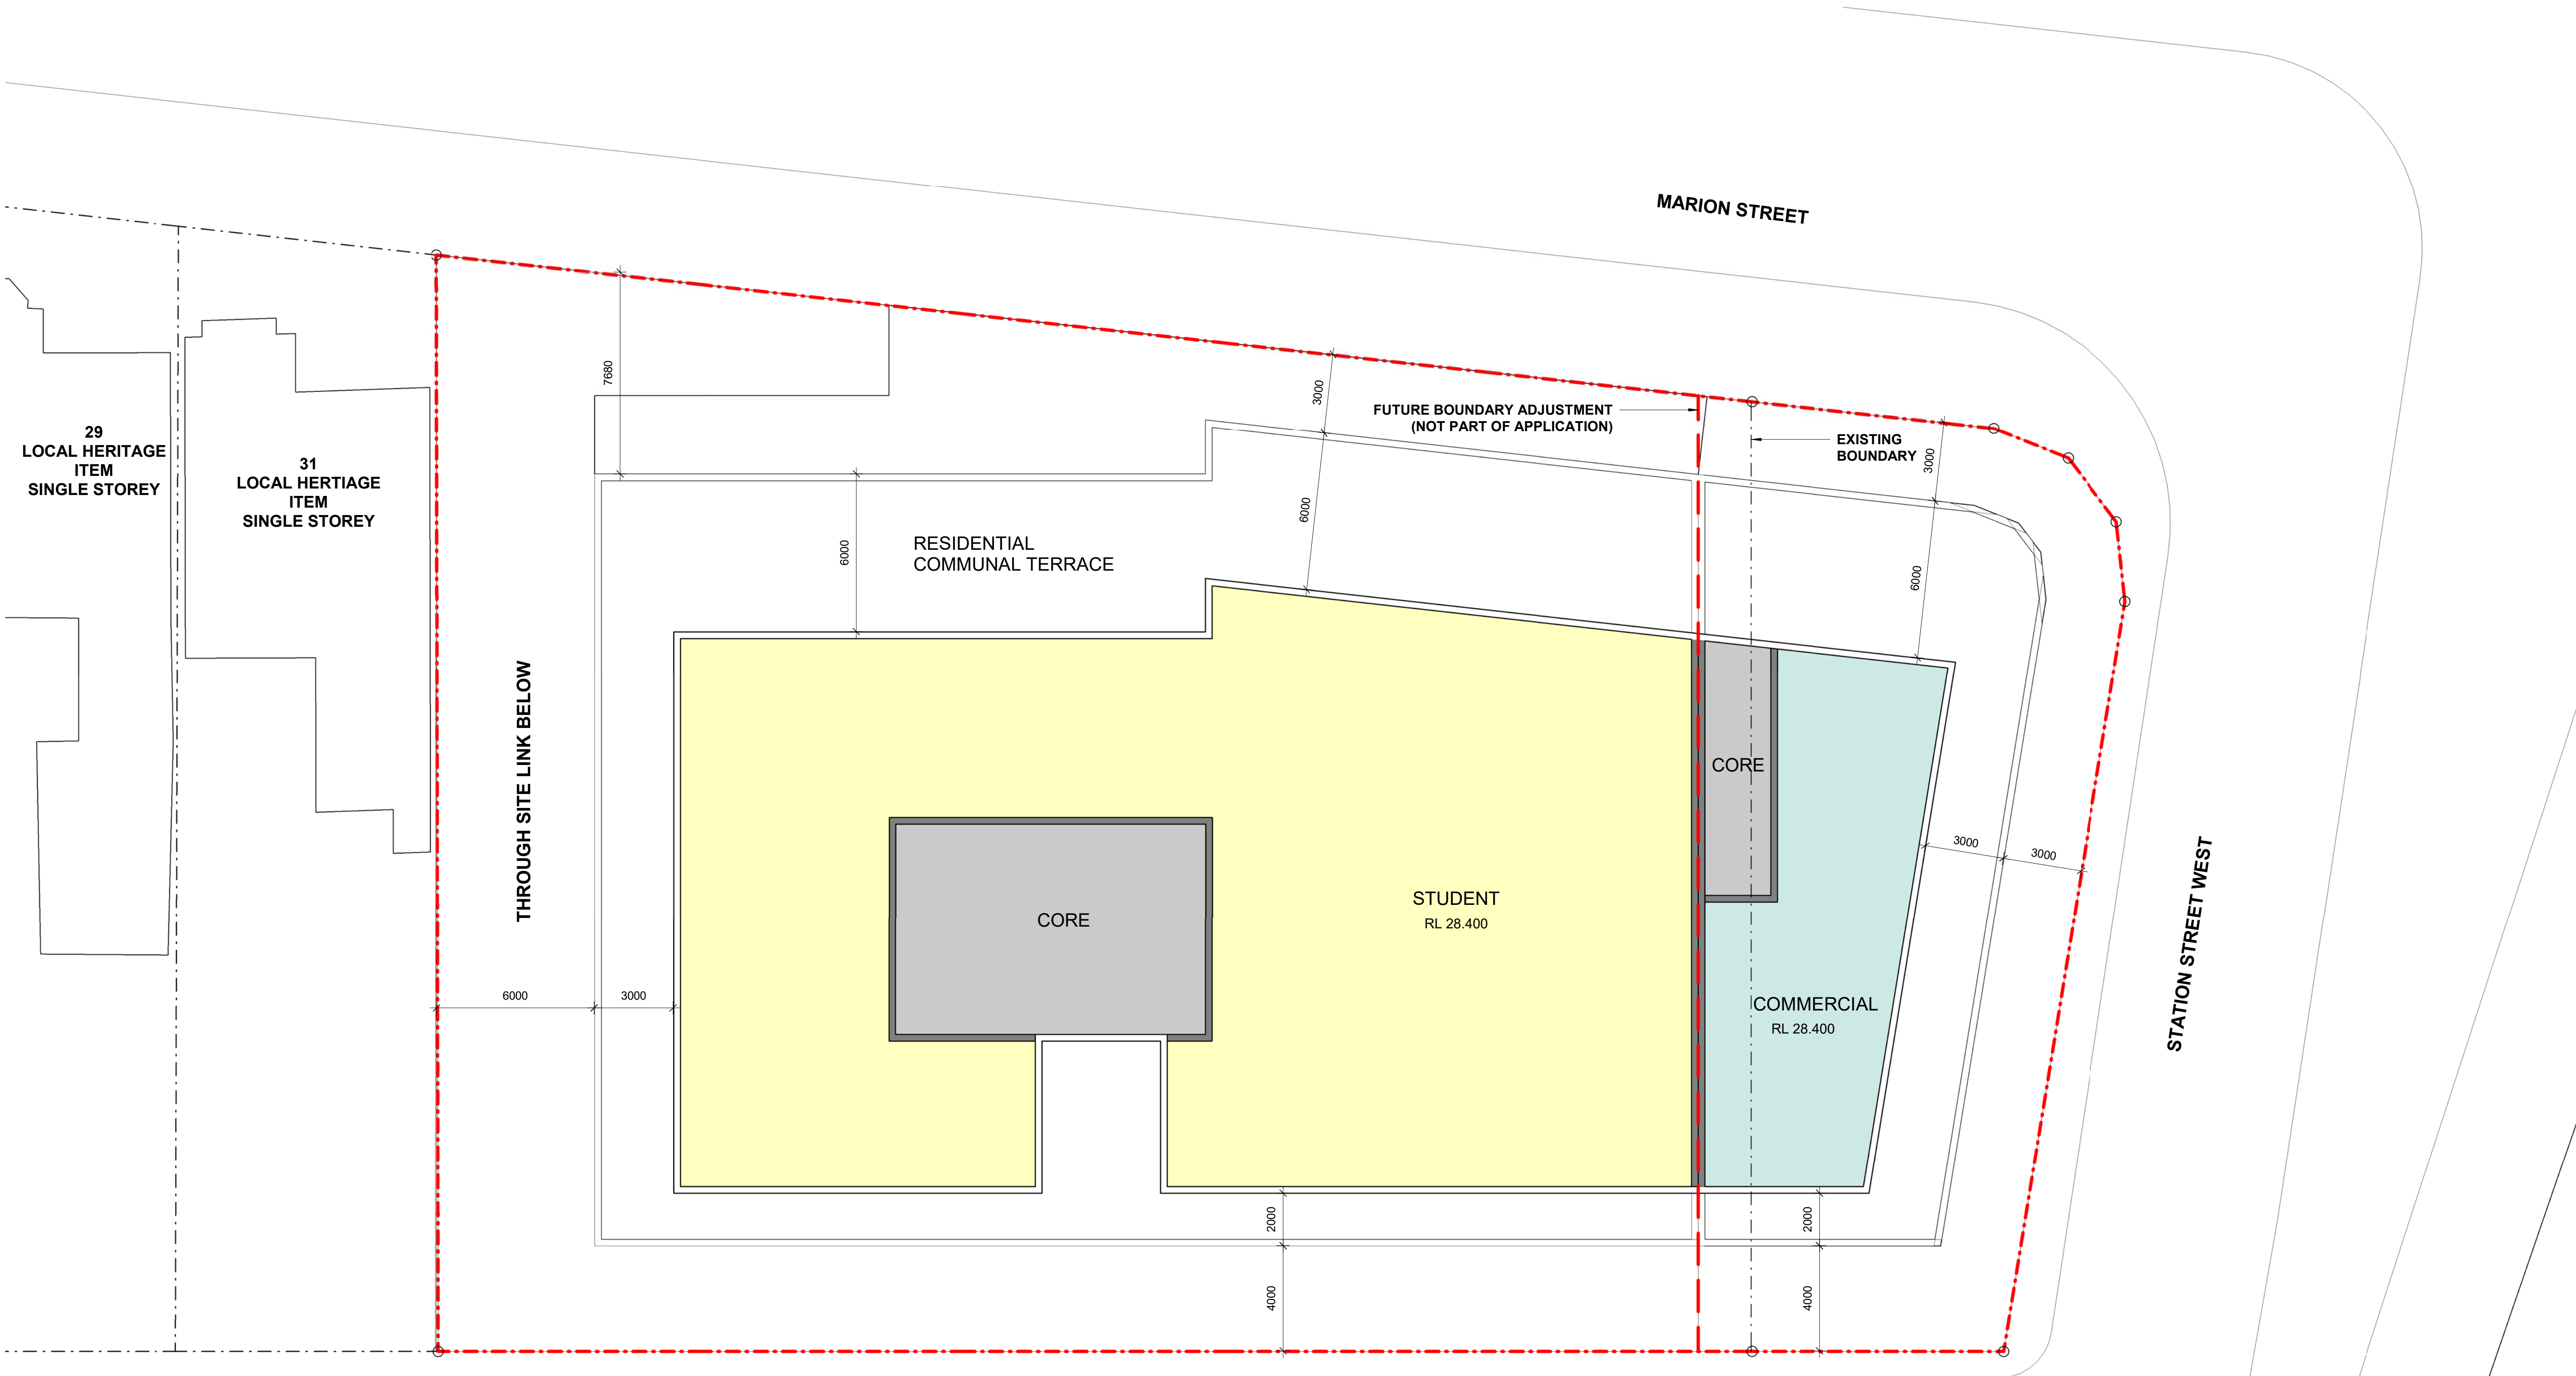 MARION STREET
7680
3000
FUTURE BOUNDARY ADJUSTMENT
(NOT PART OF APPLICATION)
EXISTING
BOUNDARY
3000
29
LOCAL HERITAGE
ITEM
SINGLE STOREY
31
LOCAL HERTIAGE
ITEM
SINGLE STOREY
6000
RESIDENTIAL
COMMUNAL TERRACE
6000
6000
THROUGH SITE LINK BELOW
CORE
3000
3000
STATION STREET WEST
CORE
STUDENT
RL 28.400
6000
3000
COMMERCIAL
RL 28.400
2000
2000
4000
4000